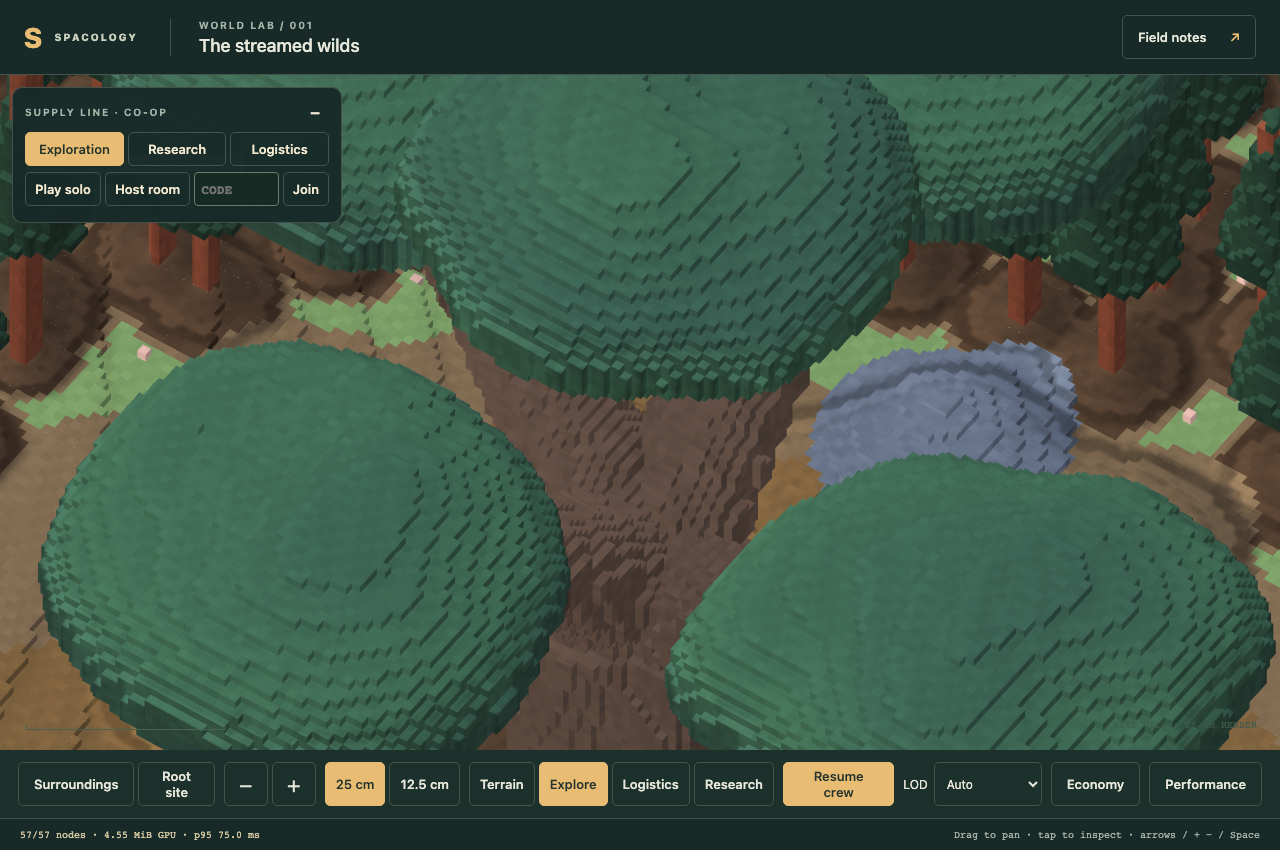 S SPACOLOGY
WORLD LAB / 001
The streamed wilds
Field notes ↗
SUPPLY LINE · CO-OP −
Exploration Research Logistics
Play solo Host room CODE Join
RENDER
Surroundings Root site − + 25 cm 12.5 cm Terrain Explore Logistics Research Resume crew LOD Auto Economy Performance
57/57 nodes · 4.55 MiB GPU · p95 75.0 ms
Drag to pan · tap to inspect · arrows / + − / Space